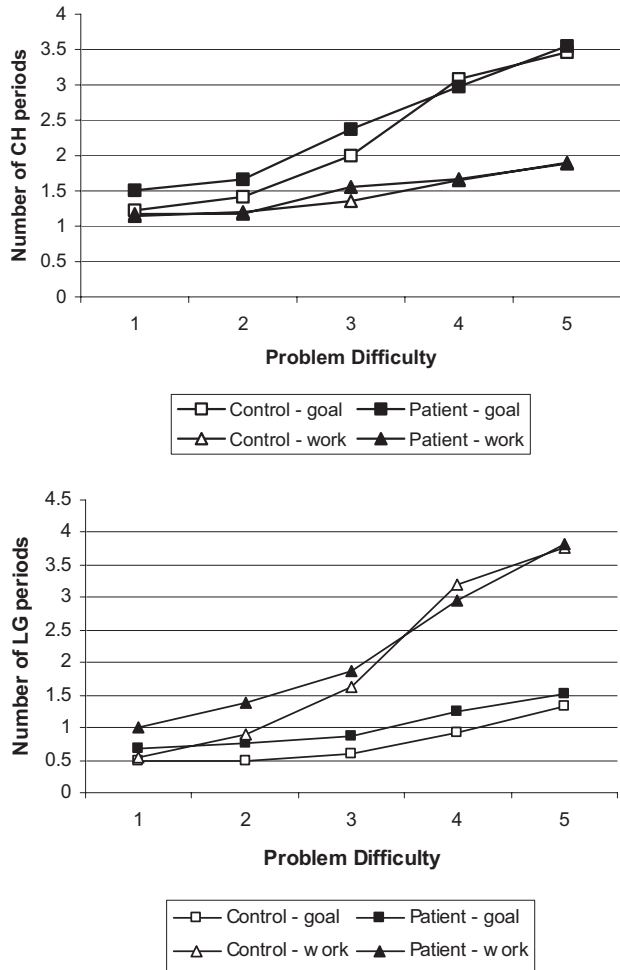 Number of CH periods
4
3.5
3
2.5
2
1.5
1
0.5
0
1 2 3 4 5
Problem Difficulty
Control - goal Patient - goal
Control - work Patient - work
Number of LG periods
4.5
4
3.5
3
2.5
2
1.5
1
0.5
0
1 2 3 4 5
Problem Difficulty
Control - goal Patient - goal
Control - work Patient - work